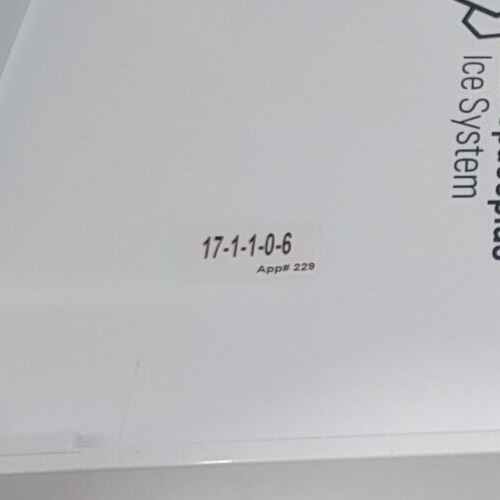 17-1-1-0-6
App# 229
Ice System